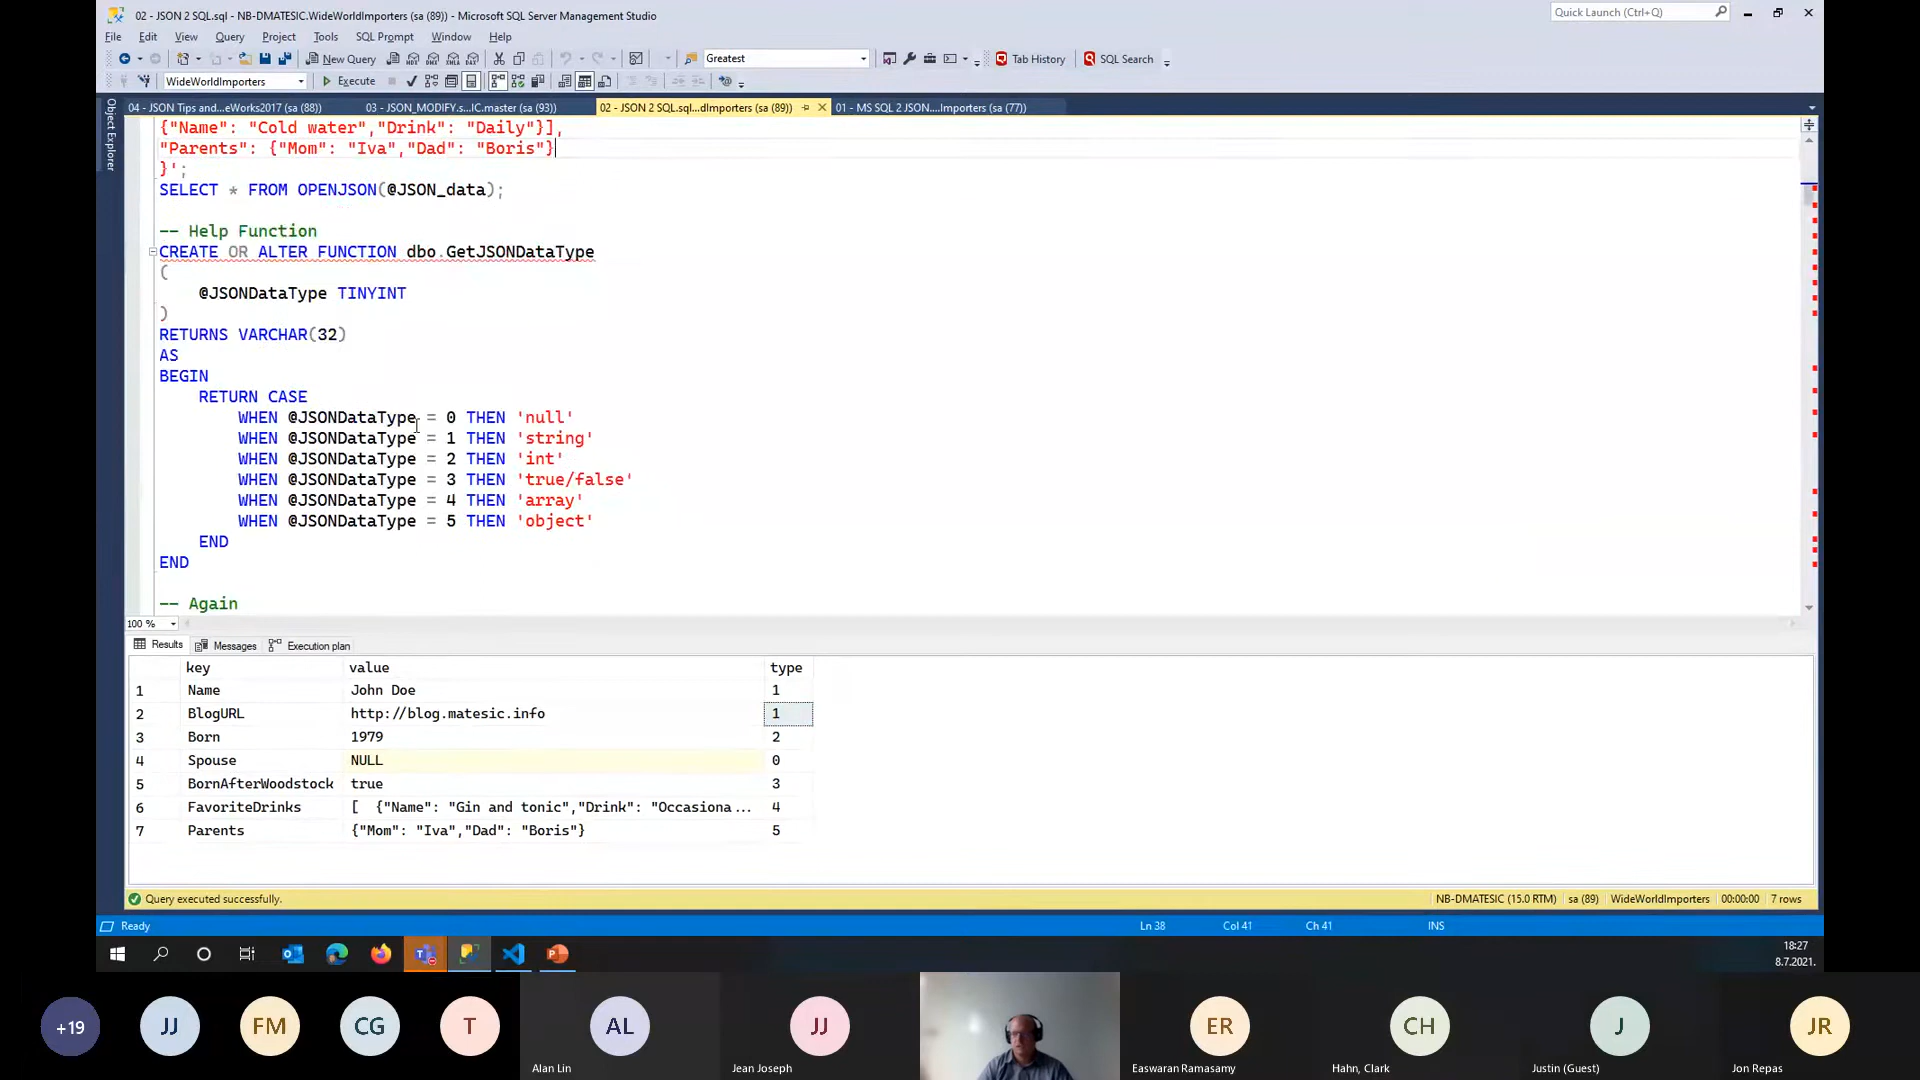 02 - JSON 2 SQL.sql - NB-DMATESIC.WideWorldImporters (sa (89)) - Microsoft SQL Server Management Studio
Quick Launch (Ctrl+Q)
File Edit View Query Project Tools SQL Prompt Window Help
New Query
Greatest
Tab History
SQL Search
WideWorldImporters
Execute
Object Explorer
04 - JSON Tips and...eWorks2017 (sa (88))
03 - JSON_MODIFY.s...IC.master (sa (93))
02 - JSON 2 SQL.sql...dImporters (sa (89))
01 - MS SQL 2 JSON....Importers (sa (77))
{"Name": "Cold water","Drink": "Daily"}],
"Parents": {"Mom": "Iva","Dad": "Boris"}
}';
SELECT * FROM OPENJSON(@JSON_data);
-- Help Function
CREATE OR ALTER FUNCTION dbo.GetJSONDataType
(
@JSONDataType TINYINT
)
RETURNS VARCHAR(32)
AS
BEGIN
RETURN CASE
WHEN @JSONDataType = 0 THEN 'null'
WHEN @JSONDataType = 1 THEN 'string'
WHEN @JSONDataType = 2 THEN 'int'
WHEN @JSONDataType = 3 THEN 'true/false'
WHEN @JSONDataType = 4 THEN 'array'
WHEN @JSONDataType = 5 THEN 'object'
END
END
-- Again
100 %
Results Messages Execution plan
key value type
1 Name John Doe 1
2 BlogURL http://blog.matesic.info 1
3 Born 1979 2
4 Spouse NULL 0
5 BornAfterWoodstock true 3
6 FavoriteDrinks [ {"Name": "Gin and tonic","Drink": "Occasiona... 4
7 Parents {"Mom": "Iva","Dad": "Boris"} 5
Query executed successfully.
NB-DMATESIC (15.0 RTM) sa (89) WideWorldImporters 00:00:00 7 rows
Ready
Ln 38 Col 41 Ch 41 INS
18:27
8.7.2021.
+19 JJ FM CG T AL JJ ER CH J JR
Alan Lin Jean Joseph Easwaran Ramasamy Hahn, Clark Justin (Guest) Jon Repas